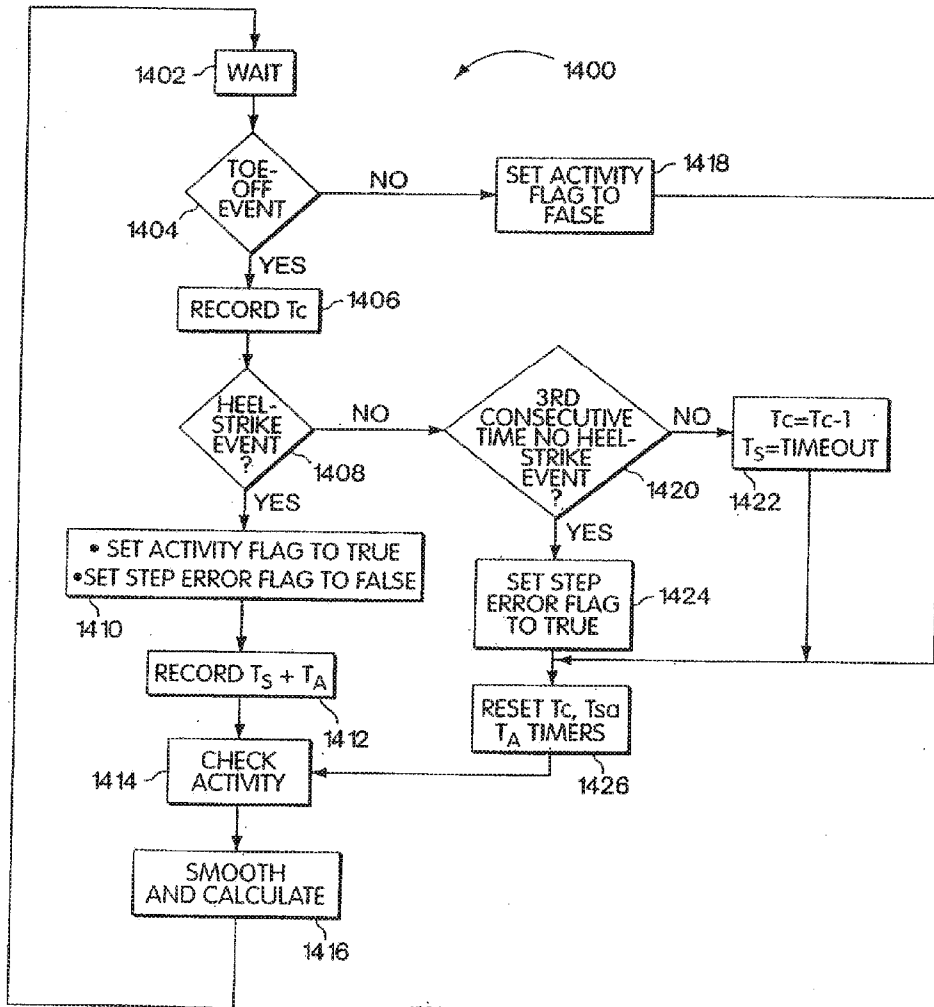 1402
WAIT
1400
TOE-
OFF
EVENT
1404
NO
SET ACTIVITY
FLAG TO
FALSE
1418
YES
RECORD Tc
1406
HEEL-
STRIKE
EVENT
?
1408
NO
3RD
CONSECUTIVE
TIME NO HEEL-
STRIKE
EVENT
?
1420
NO
Tc=Tc-1
TS=TIMEOUT
1422
YES
• SET ACTIVITY FLAG TO TRUE
•SET STEP ERROR FLAG TO FALSE
1410
YES
SET STEP
ERROR FLAG
TO TRUE
1424
RECORD TS + TA
1412
RESET Tc, Tsa
TA TIMERS
1426
1414
CHECK
ACTIVITY
SMOOTH
AND CALCULATE
1416